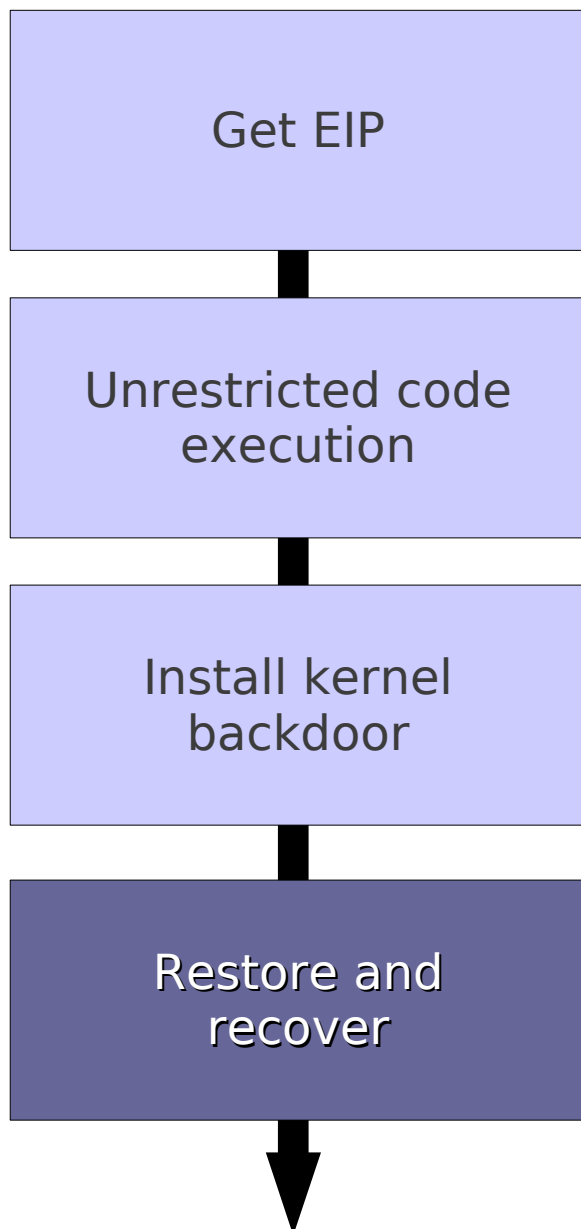 Get EIP
Unrestricted code
execution
Install kernel
backdoor
Restore and
recover